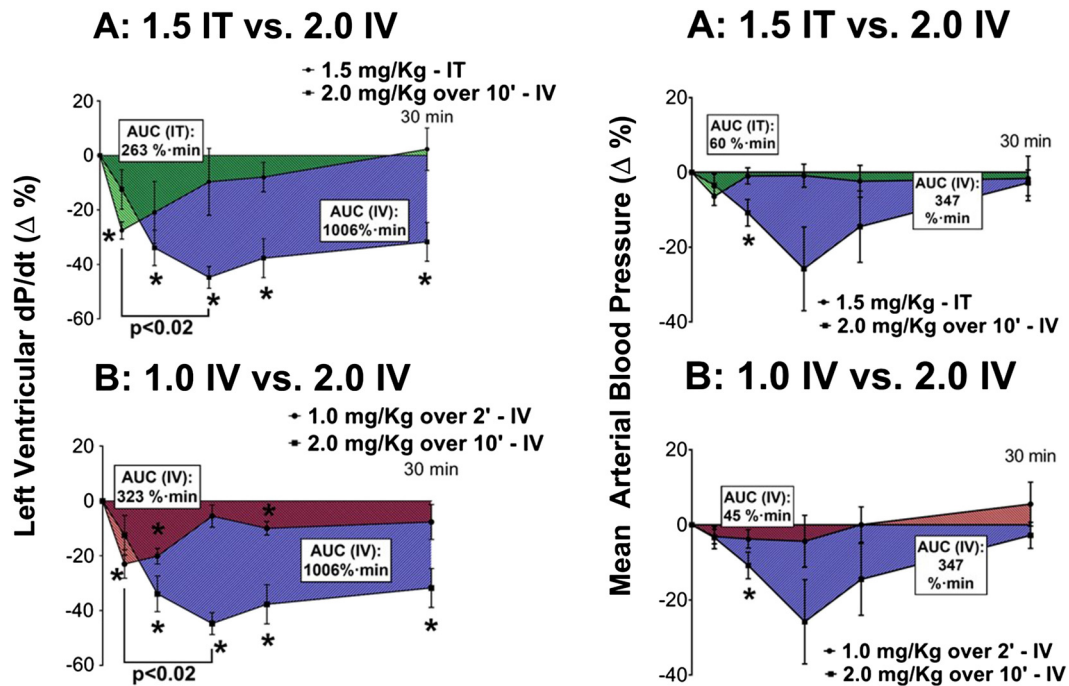 A: 1.5 IT vs. 2.0 IV
1.5 mg/Kg - IT
2.0 mg/Kg over 10' - IV
30 min
20
0
-20
-40
-60
AUC (IT):
263 %·min
AUC (IV):
1006%·min
*
*
*
*
*
p<0.02
Left Ventricular dP/dt (Δ %)
B: 1.0 IV vs. 2.0 IV
1.0 mg/Kg over 2' - IV
2.0 mg/Kg over 10' - IV
30 min
20
0
-20
-40
-60
AUC (IV):
323 %·min
AUC (IV):
1006%·min
*
*
*
*
*
*
*
p<0.02
A: 1.5 IT vs. 2.0 IV
20
0
-20
-40
AUC (IT):
60 %·min
30 min
AUC (IV):
347
%·min
*
1.5 mg/Kg - IT
2.0 mg/Kg over 10' - IV
Mean Arterial Blood Pressure (Δ %)
B: 1.0 IV vs. 2.0 IV
20
0
-20
-40
30 min
AUC (IV):
45 %·min
AUC (IV):
347
%·min
*
1.0 mg/Kg over 2' - IV
2.0 mg/Kg over 10' - IV